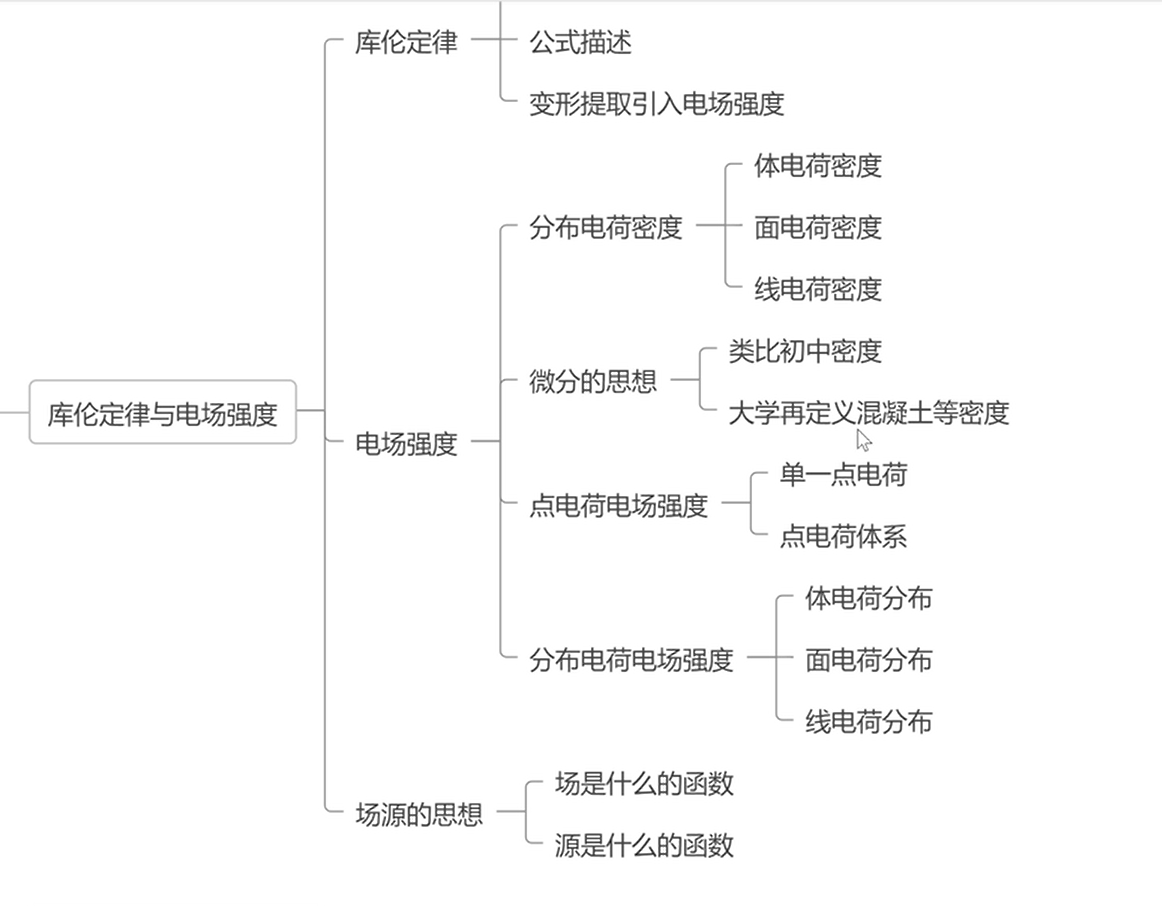 库伦定律
公式描述
变形提取引入电场强度
体电荷密度
分布电荷密度
面电荷密度
线电荷密度
类比初中密度
微分的思想
大学再定义混凝土等密度
库伦定律与电场强度
电场强度
单一点电荷
点电荷电场强度
点电荷体系
体电荷分布
分布电荷电场强度
面电荷分布
线电荷分布
场是什么的函数
场源的思想
源是什么的函数